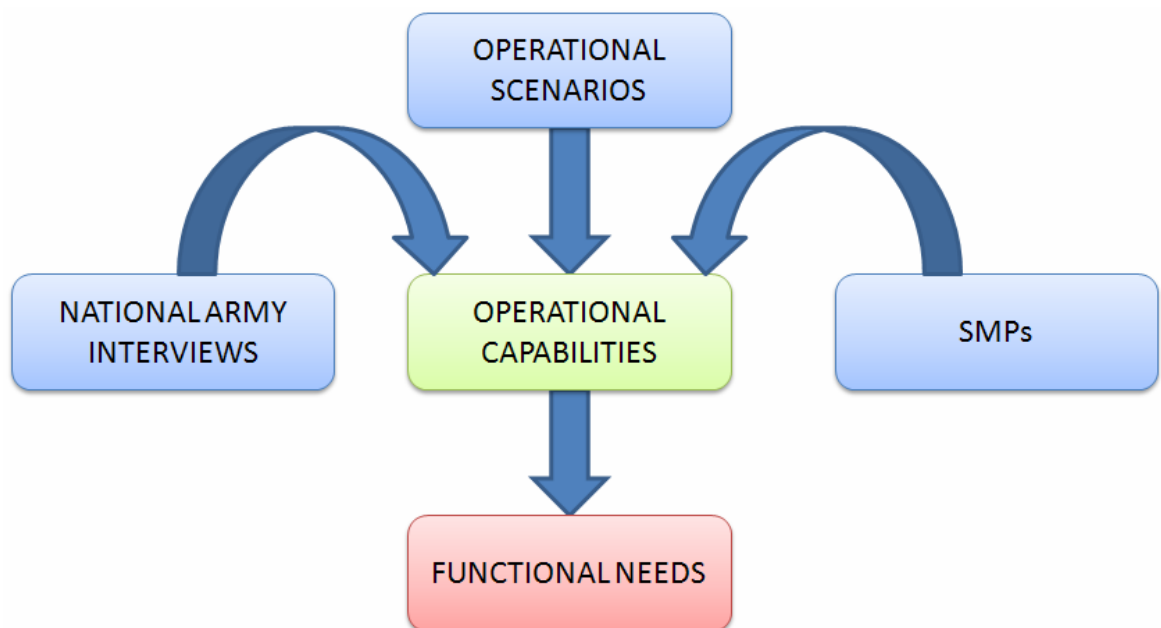 OPERATIONAL
SCENARIOS
NATIONAL ARMY
INTERVIEWS
OPERATIONAL
CAPABILITIES
SMPs
FUNCTIONAL NEEDS